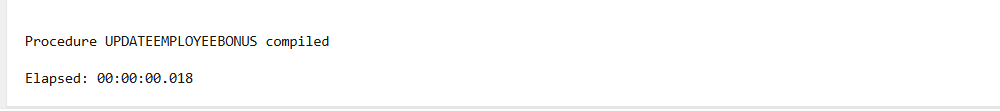 Procedure UPDATEEMPLOYEEBONUS compiled
Elapsed: 00:00:00.018